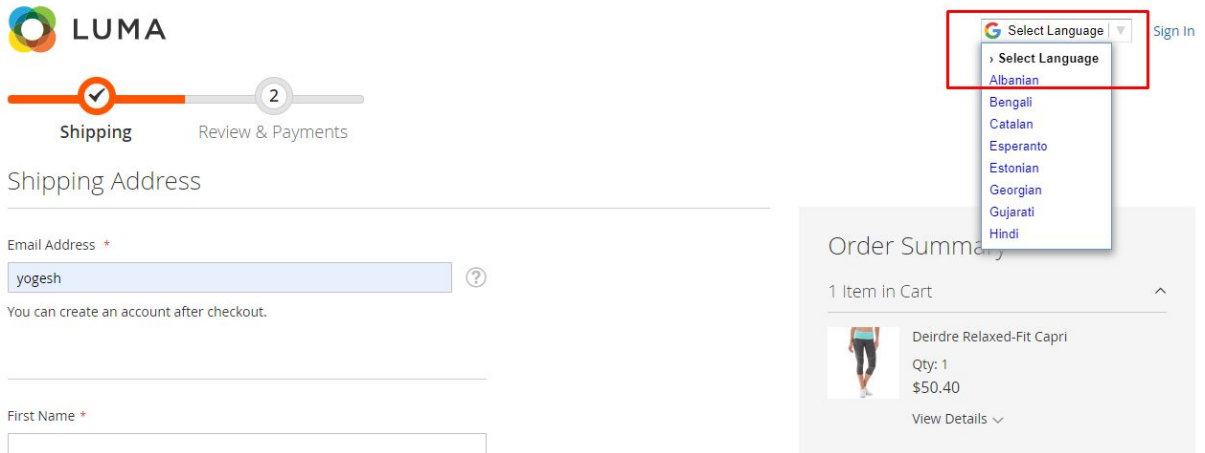 LUMA
Select Language
Sign In
› Select Language
Albanian
Bengali
Catalan
Esperanto
Estonian
Georgian
Gujarati
Hindi
2
Shipping
Review & Payments
Shipping Address
Email Address *
yogesh
?
You can create an account after checkout.
First Name *
Order Summary
1 Item in Cart
Deirdre Relaxed-Fit Capri
Qty: 1
$50.40
View Details